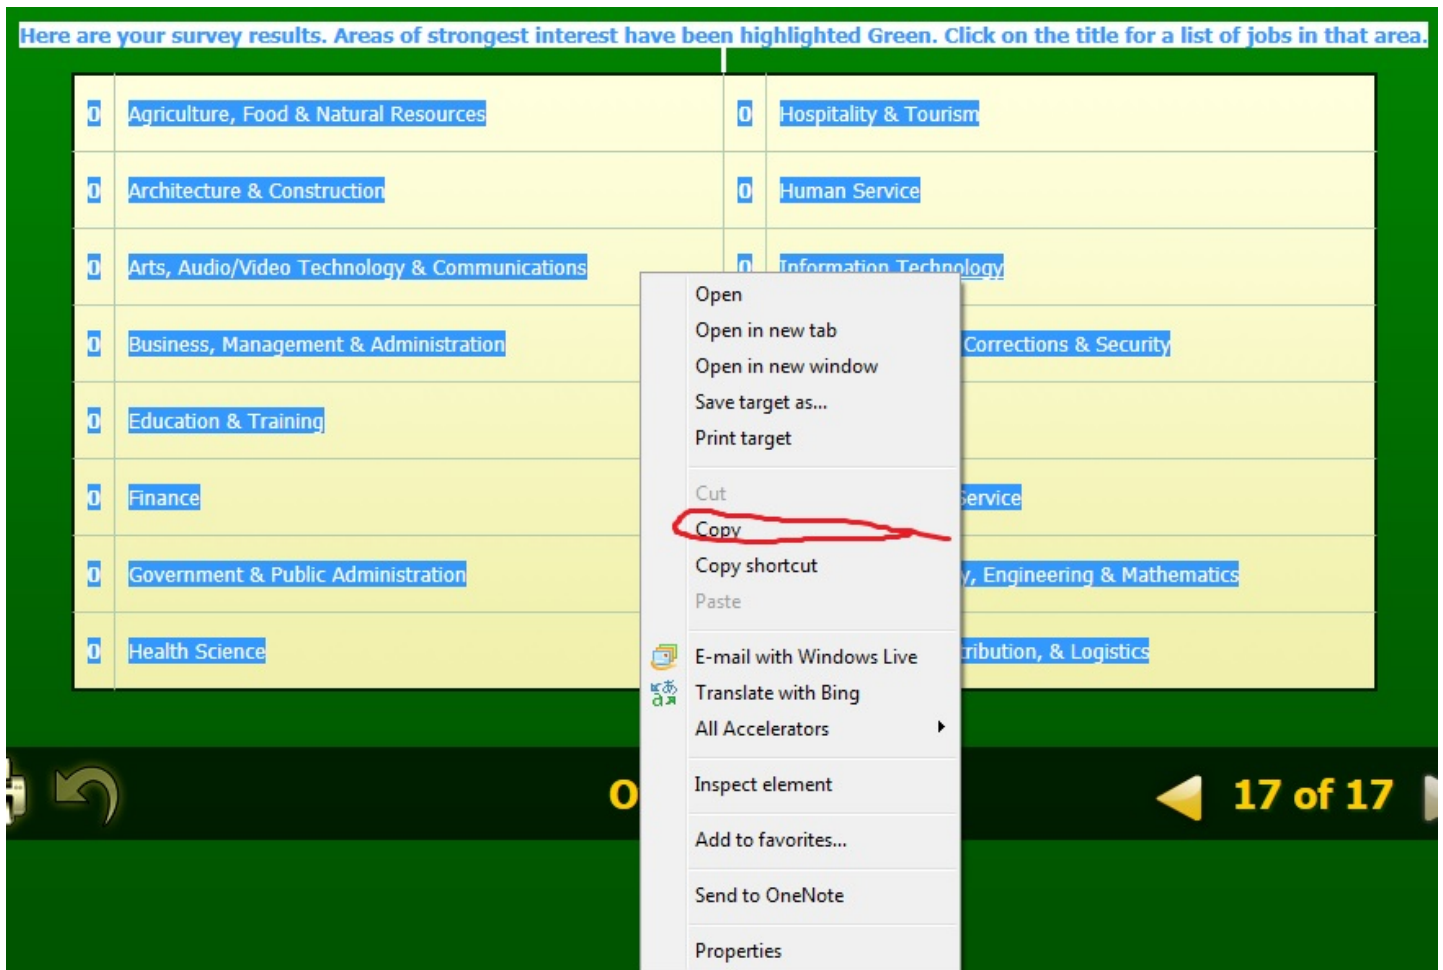 Here are your survey results. Areas of strongest interest have been highlighted Green. Click on the title for a list of jobs in that area.
0 Agriculture, Food & Natural Resources 0 Hospitality & Tourism
0 Architecture & Construction 0 Human Service
0 Arts, Audio/Video Technology & Communications 0 Information Technology
0 Business, Management & Administration Corrections & Security
0 Education & Training
0 Finance Service
0 Government & Public Administration y, Engineering & Mathematics
0 Health Science tribution, & Logistics
Open
Open in new tab
Open in new window
Save target as...
Print target
Cut
Copy
Copy shortcut
Paste
E-mail with Windows Live
Translate with Bing
All Accelerators
Inspect element
Add to favorites...
Send to OneNote
Properties
O
17 of 17